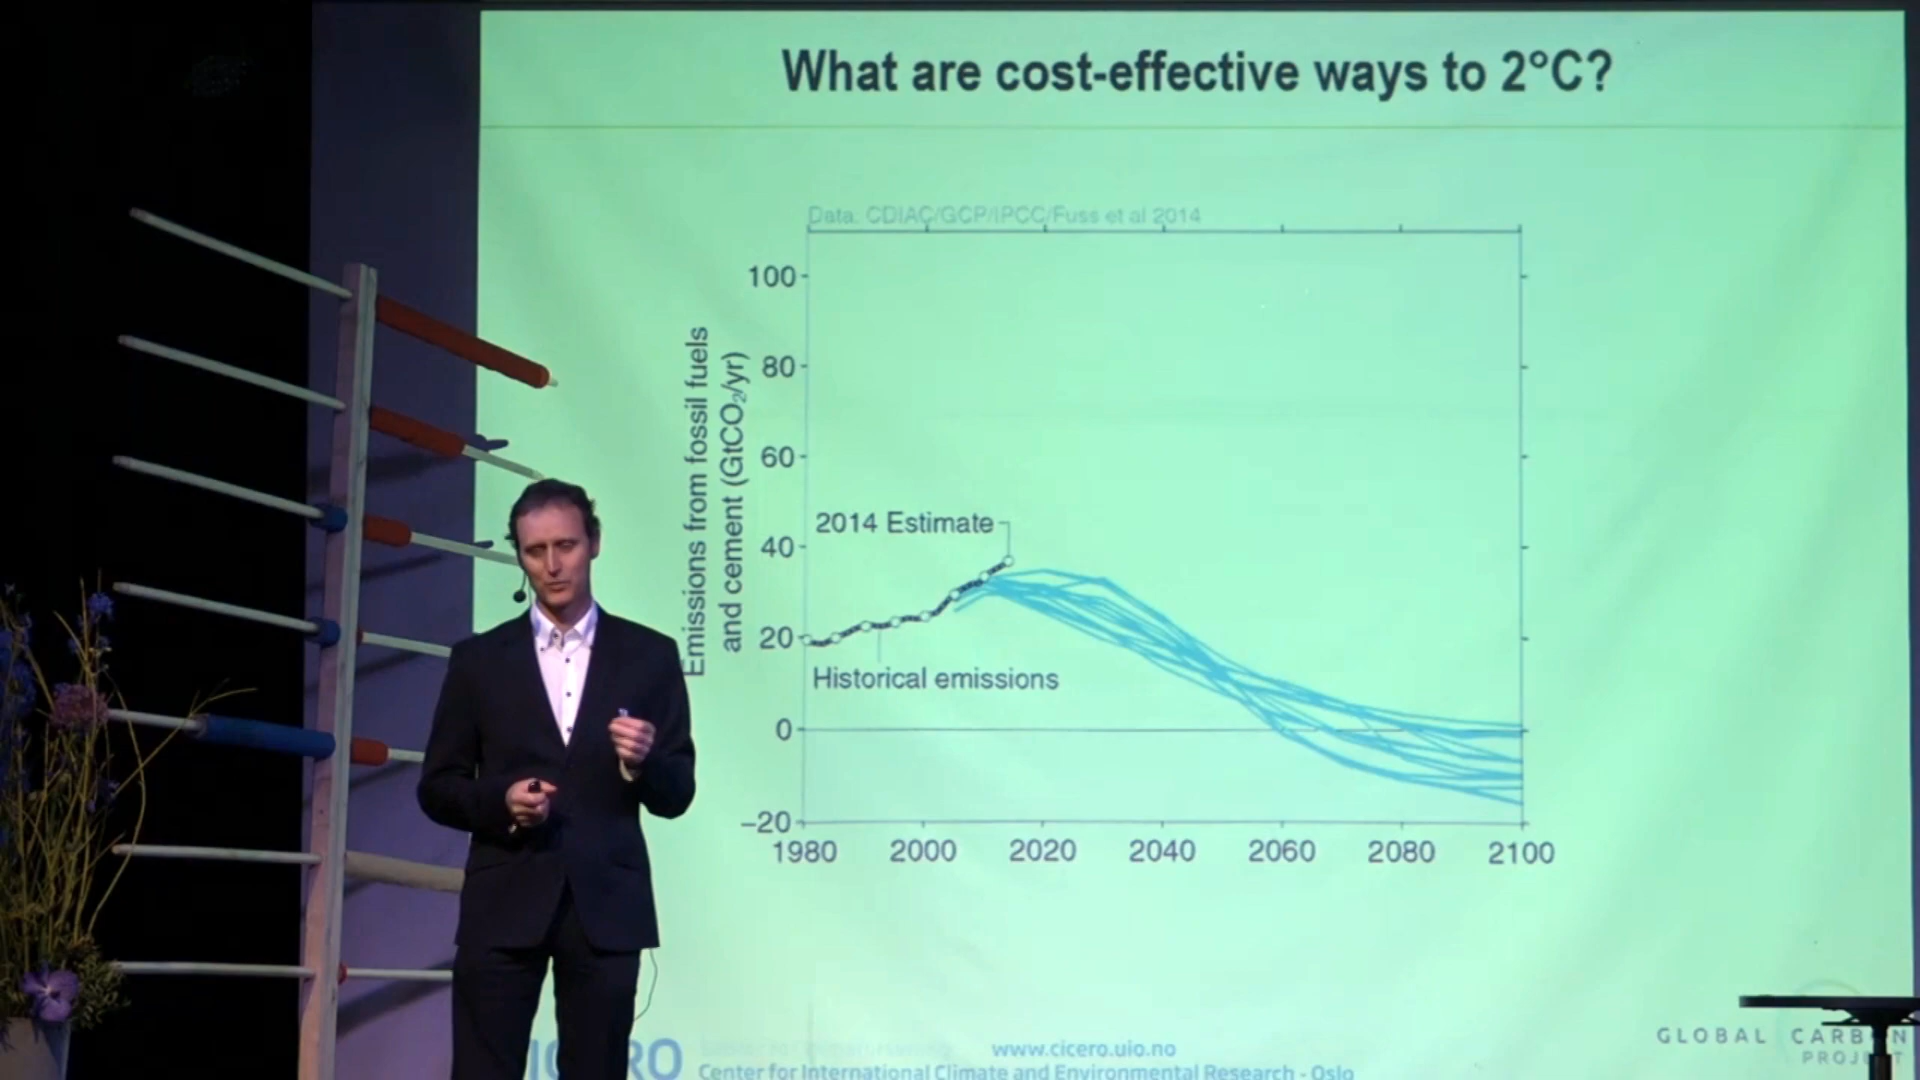 What are cost-effective ways to 2°C?
Data: CDIAC/GCP/IPCC/Fuss et al 2014
Emissions from fossil fuels
and cement (GtCO₂/yr)
100
80
60
40
20
0
−20
2014 Estimate
Historical emissions
1980 2000 2020 2040 2060 2080 2100
www.cicero.uio.no
Center for International Climate and Environmental Research - Oslo
GLOBAL